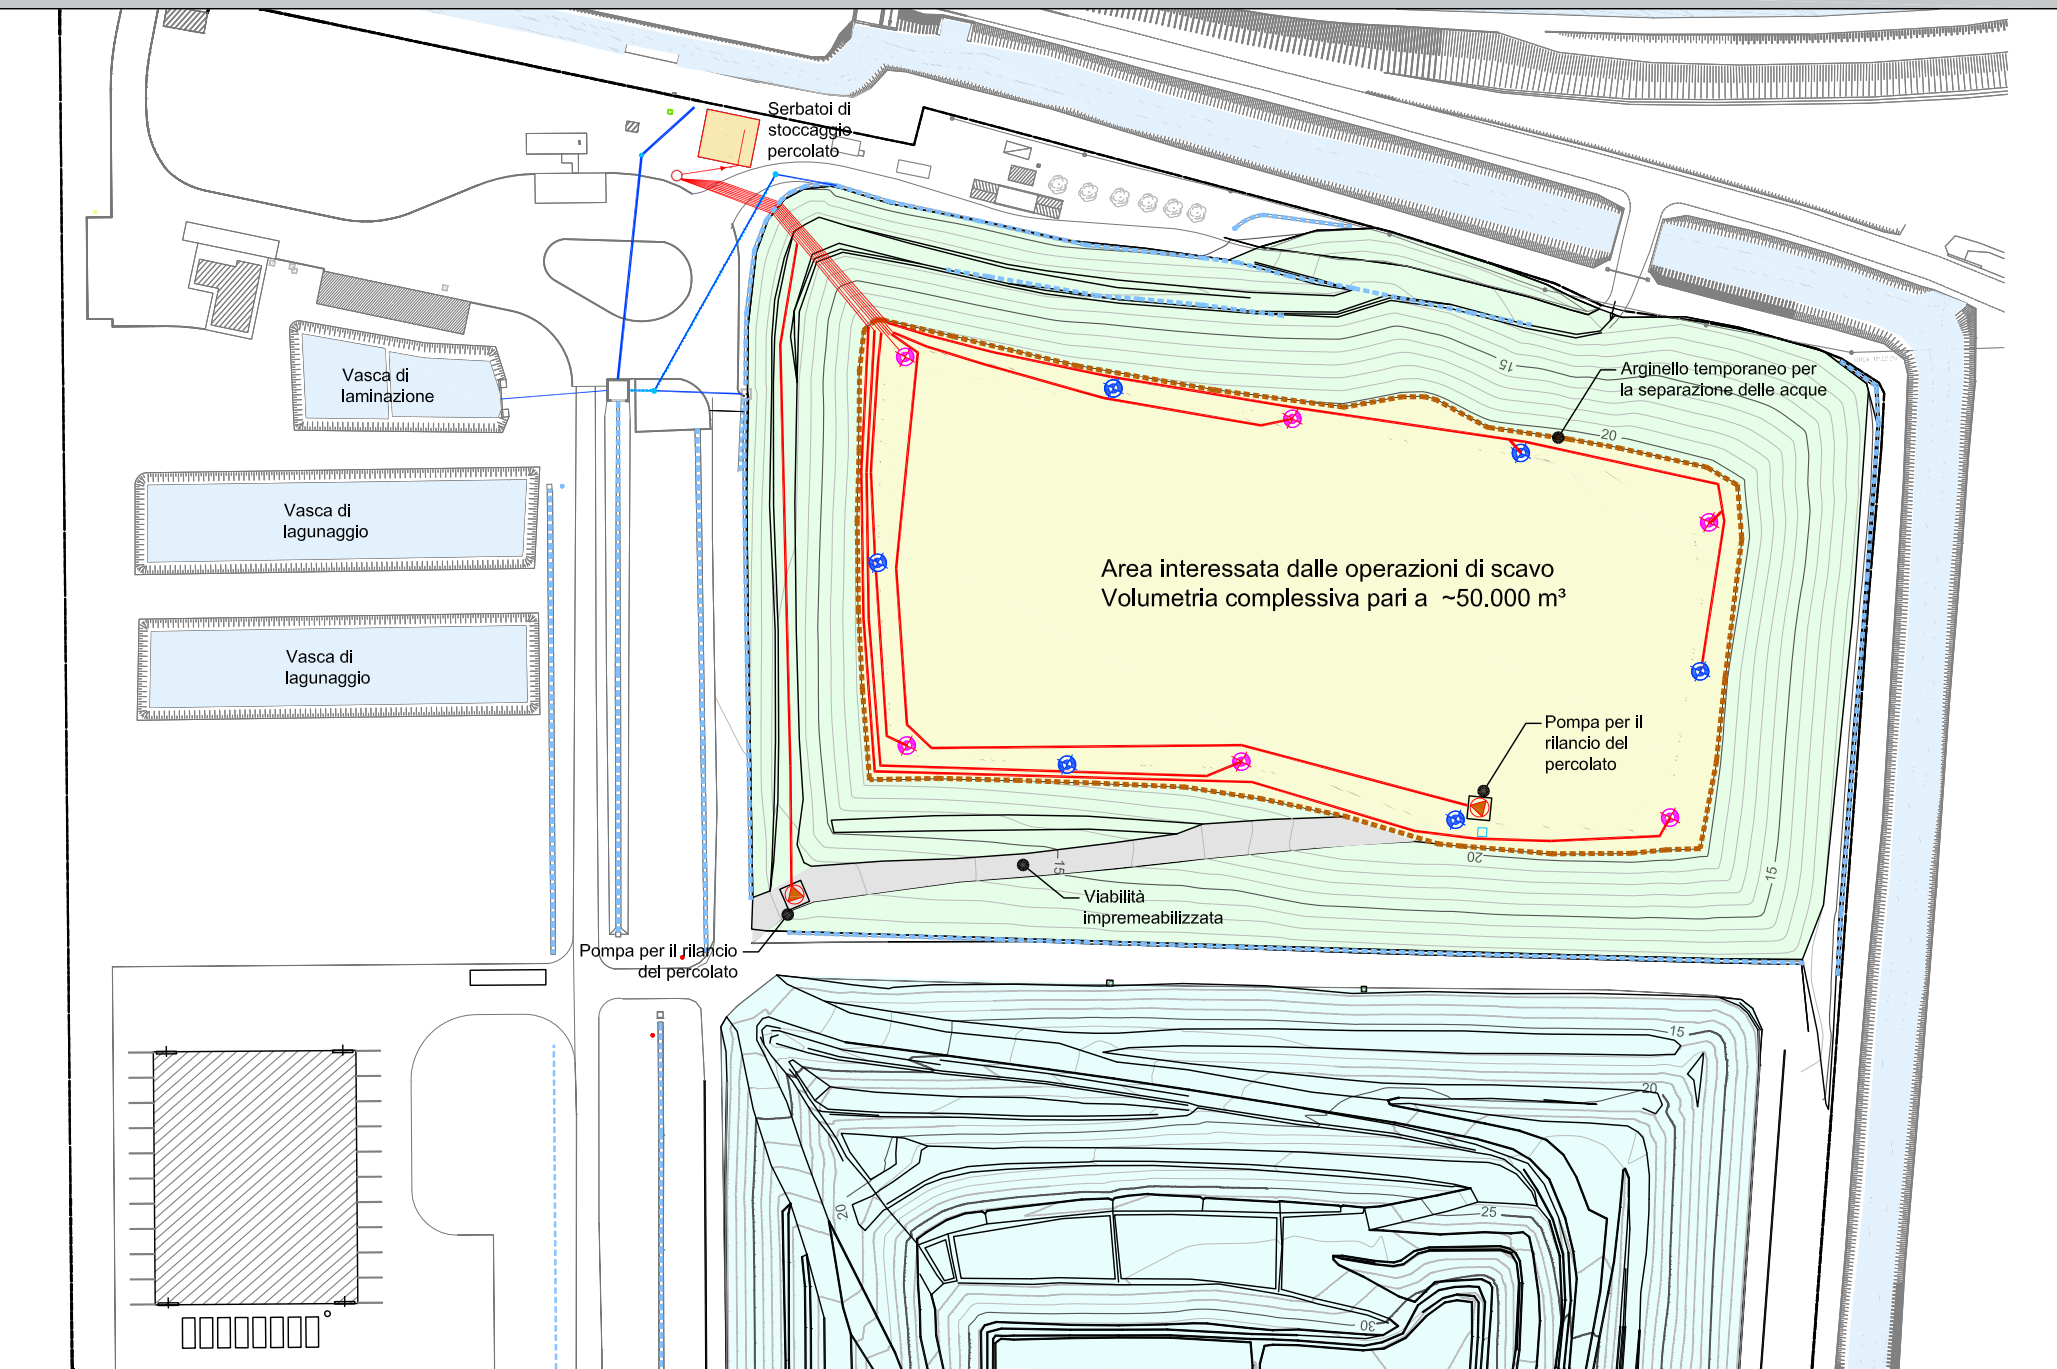 Serbatoi di
stoccaggio
percolato
Vasca di
laminazione
Vasca di
lagunaggio
Vasca di
lagunaggio
15
Arginello temporaneo per
la separazione delle acque
20
Area interessata dalle operazioni di scavo
Volumetria complessiva pari a ~50.000 m³
Pompa per il
rilancio del
percolato
20
15
15
Viabilità
impremeabilizzata
Pompa per il rilancio
del percolato
15
20
20
25
30